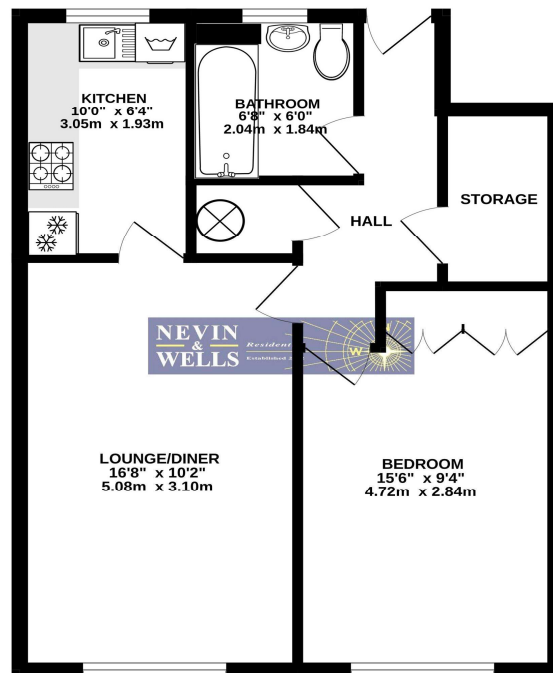 KITCHEN
10'0" x 6'4"
3.05m x 1.93m
BATHROOM
6'8" x 6'0"
2.04m x 1.84m
STORAGE
HALL
NEVIN
&
WELLS
Residen
Established
W
LOUNGE/DINER
16'8" x 10'2"
5.08m x 3.10m
BEDROOM
15'6" x 9'4"
4.72m x 2.84m